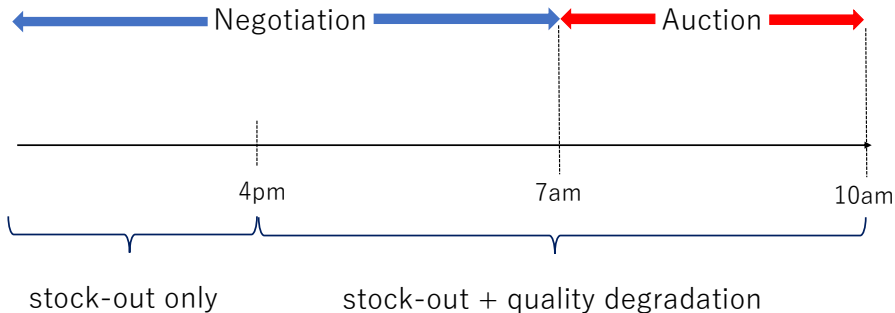 Negotiation
Auction
4pm
7am
10am
stock-out only
stock-out + quality degradation